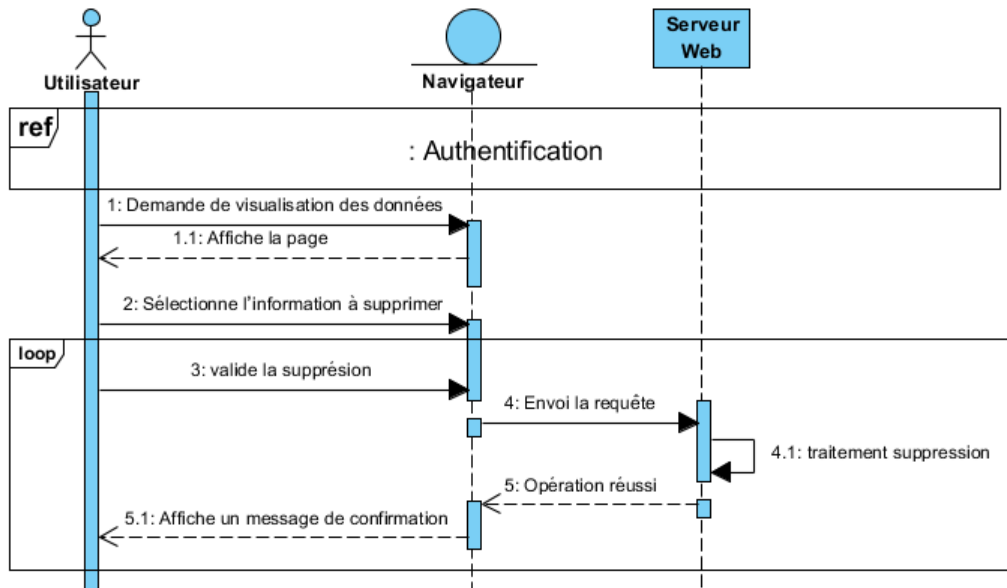 Utilisateur
Navigateur
Serveur
Web
ref
: Authentification
1: Demande de visualisation des données
1.1: Affiche la page
2: Sélectionne l'information à supprimer
loop
3: valide la supprésion
4: Envoi la requête
4.1: traitement suppression
5: Opération réussi
5.1: Affiche un message de confirmation